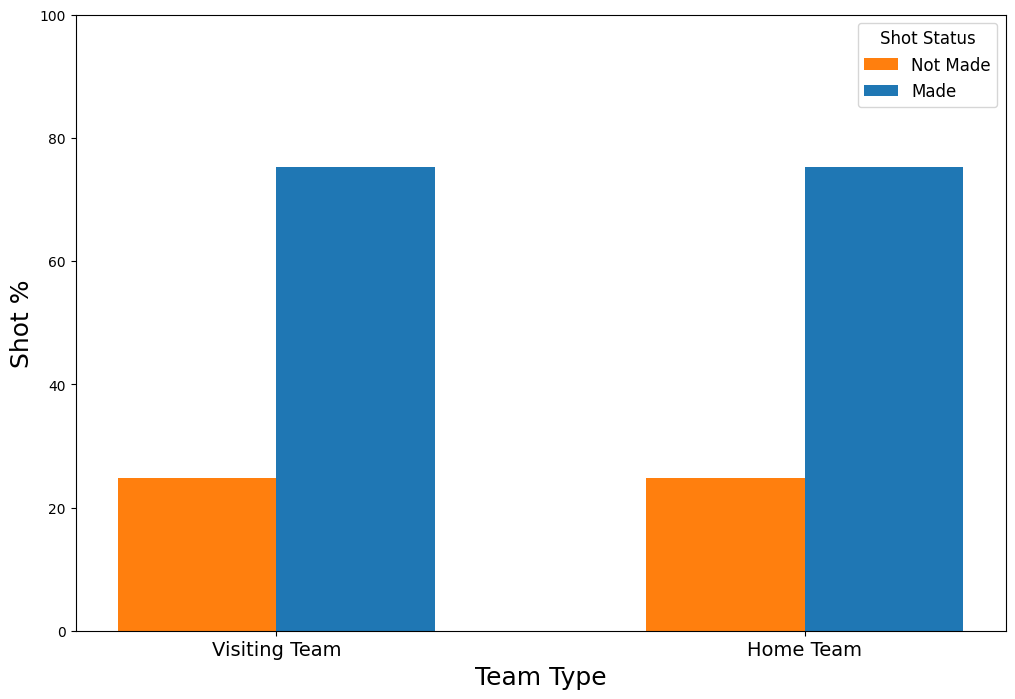 100
80
60
40
20
0
Shot %
Shot Status
Not Made
Made
Visiting Team
Home Team
Team Type